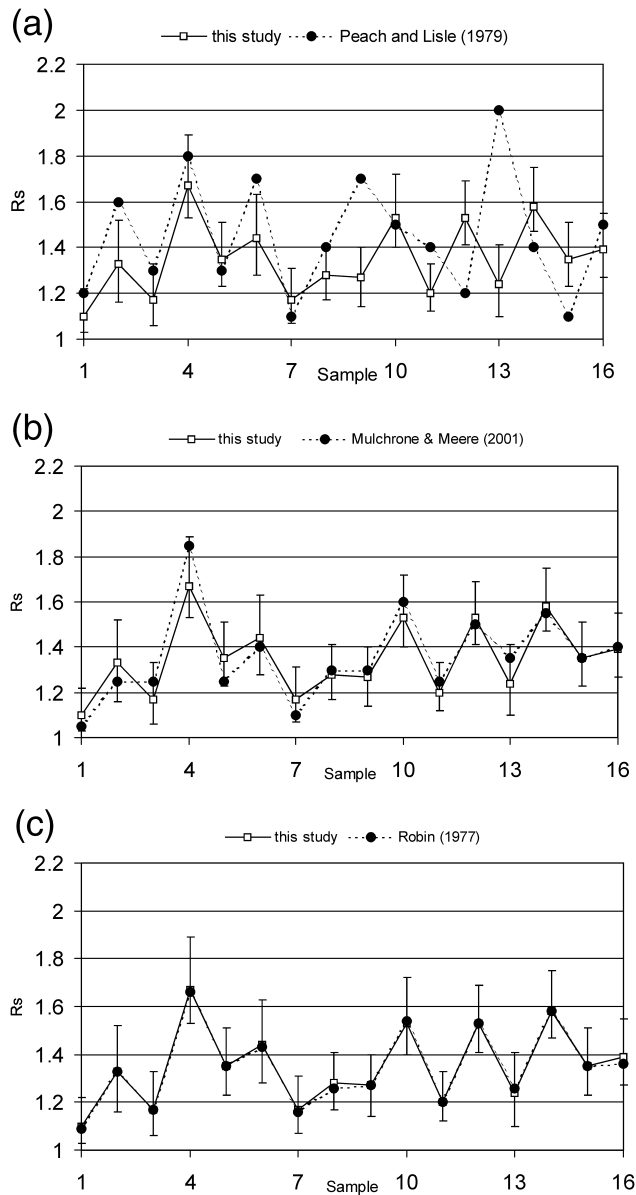 (a)
this study Peach and Lisle (1979)
2.2
2
1.8
1.6
1.4
1.2
1
Rs
1 4 7 10 13 16
Sample
(b)
this study Mulchrone & Meere (2001)
2.2
2
1.8
1.6
1.4
1.2
1
Rs
1 4 7 10 13 16
Sample
(c)
this study Robin (1977)
2.2
2
1.8
1.6
1.4
1.2
1
Rs
1 4 7 10 13 16
Sample